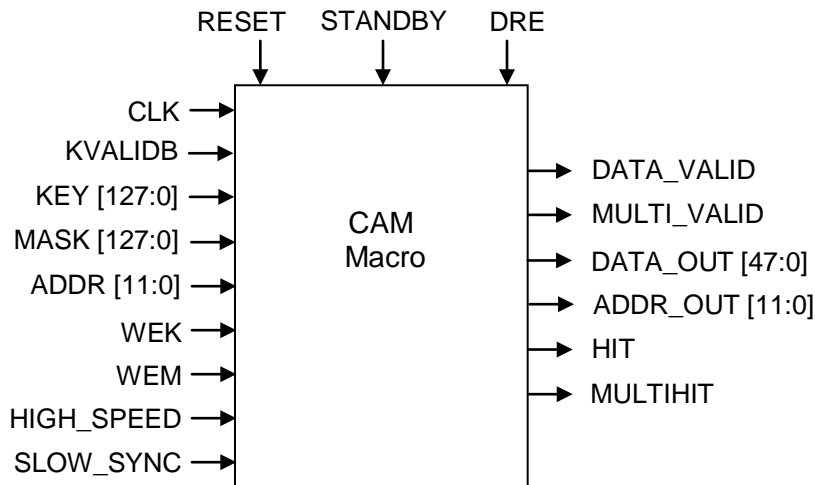 RESET STANDBY DRE
CLK
KVALIDB
KEY [127:0]
MASK [127:0]
ADDR [11:0]
WEK
WEM
HIGH_SPEED
SLOW_SYNC
CAM
Macro
DATA_VALID
MULTI_VALID
DATA_OUT [47:0]
ADDR_OUT [11:0]
HIT
MULTIHIT